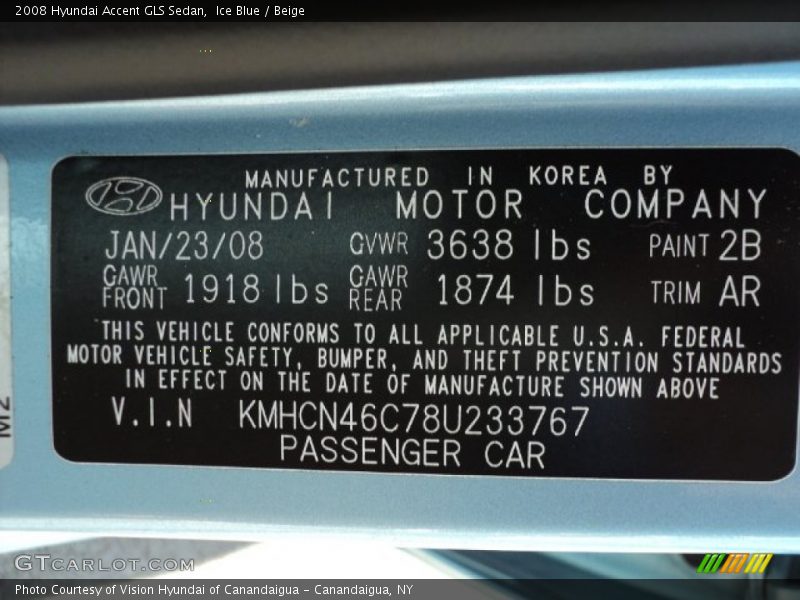 2008 Hyundai Accent GLS Sedan,  Ice Blue / Beige
MANUFACTURED IN KOREA BY
HYUNDAI MOTOR COMPANY
JAN/23/08 GVWR 3638 lbs PAINT 2B
GAWR FRONT 1918 lbs GAWR REAR 1874 lbs TRIM AR
THIS VEHICLE CONFORMS TO ALL APPLICABLE U.S.A. FEDERAL
MOTOR VEHICLE SAFETY, BUMPER, AND THEFT PREVENTION STANDARDS
IN EFFECT ON THE DATE OF MANUFACTURE SHOWN ABOVE
V.I.N KMHCN46C78U233767
PASSENGER CAR
M2
GTCARLOT.COM
Photo Courtesy of Vision Hyundai of Canandaigua - Canandaigua, NY